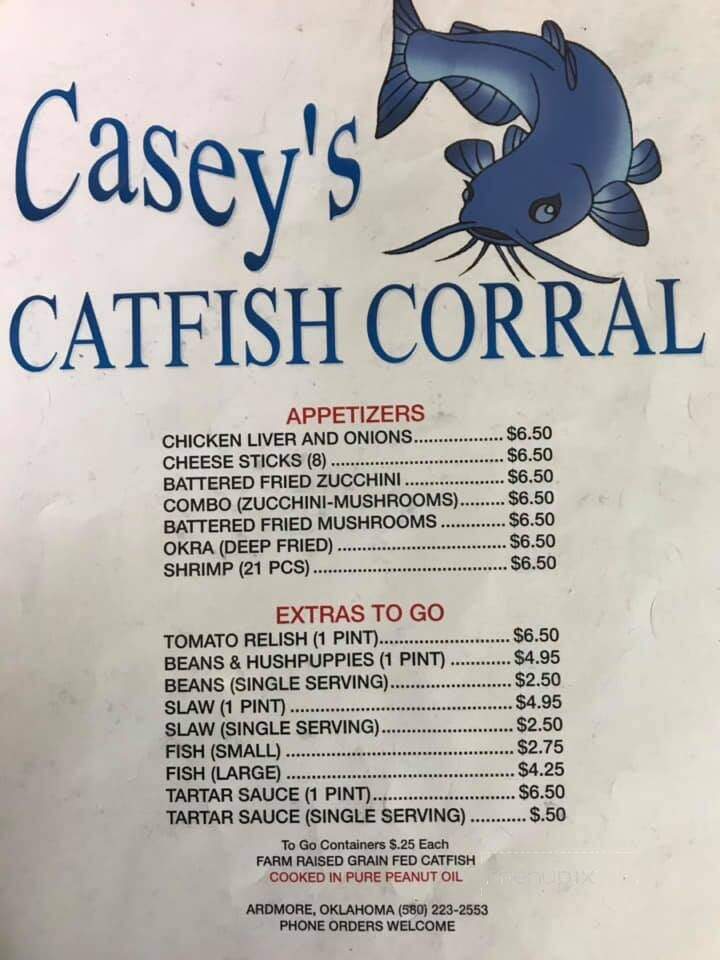 Casey's
CATFISH CORRAL
APPETIZERS
CHICKEN LIVER AND ONIONS.................. $6.50
CHEESE STICKS (8) .................................. $6.50
BATTERED FRIED ZUCCHINI .................... $6.50
COMBO (ZUCCHINI-MUSHROOMS)......... $6.50
BATTERED FRIED MUSHROOMS ............. $6.50
OKRA (DEEP FRIED) ................................. $6.50
SHRIMP (21 PCS)...................................... $6.50
EXTRAS TO GO
TOMATO RELISH (1 PINT).......................... $6.50
BEANS & HUSHPUPPIES (1 PINT) ............ $4.95
BEANS (SINGLE SERVING)........................ $2.50
SLAW (1 PINT) ........................................... $4.95
SLAW (SINGLE SERVING).......................... $2.50
FISH (SMALL) ............................................ $2.75
FISH (LARGE) ............................................ $4.25
TARTAR SAUCE (1 PINT)............................ $6.50
TARTAR SAUCE (SINGLE SERVING) ........... $.50
To Go Containers $.25 Each
FARM RAISED GRAIN FED CATFISH
COOKED IN PURE PEANUT OIL
ARDMORE, OKLAHOMA (580) 223-2553
PHONE ORDERS WELCOME